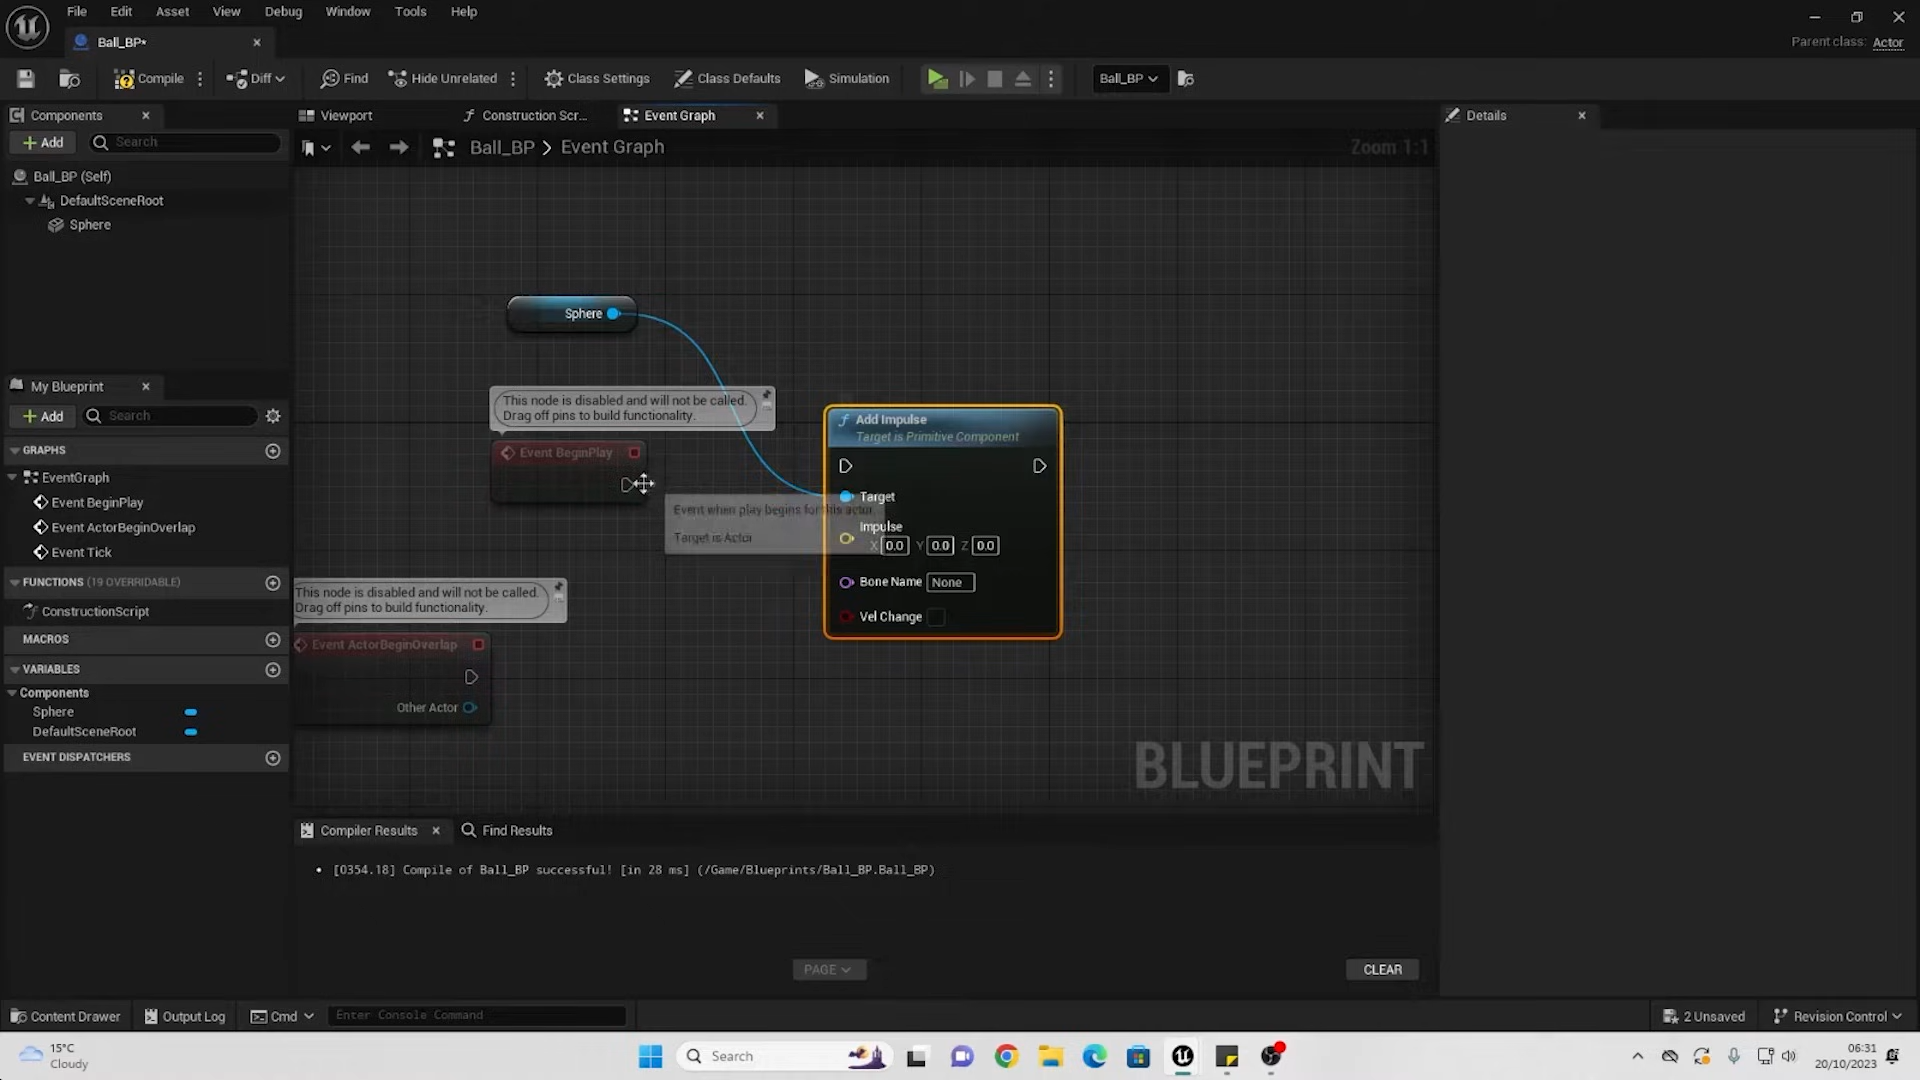 File Edit Asset View Debug Window Tools Help
Ball_BP*
Parent class: Actor
Compile Diff Find Hide Unrelated Class Settings Class Defaults Simulation Ball_BP
Components
Viewport Construction Scr... Event Graph
Details
Add Search
Ball_BP > Event Graph
Zoom 1:1
Ball_BP (Self)
DefaultSceneRoot
Sphere
Sphere
My Blueprint
Add Search
This node is disabled and will not be called.
Drag off pins to build functionality.
Event BeginPlay
Add Impulse
Target is Primitive Component
Target
Impulse
X 0.0 Y 0.0 Z 0.0
Bone Name None
Vel Change
Event when play begins for this actor
Target is Actor
GRAPHS
EventGraph
Event BeginPlay
Event ActorBeginOverlap
Event Tick
FUNCTIONS (19 OVERRIDABLE)
ConstructionScript
MACROS
VARIABLES
Components
Sphere
DefaultSceneRoot
EVENT DISPATCHERS
This node is disabled and will not be called.
Drag off pins to build functionality.
Event ActorBeginOverlap
Other Actor
BLUEPRINT
Compiler Results Find Results
[0354.18] Compile of Ball_BP successful! [in 28 ms] (/Game/Blueprints/Ball_BP.Ball_BP)
PAGE
CLEAR
Content Drawer Output Log Cmd Enter Console Command
2 Unsaved Revision Control
15°C
Cloudy
Search
06:31
20/10/2023